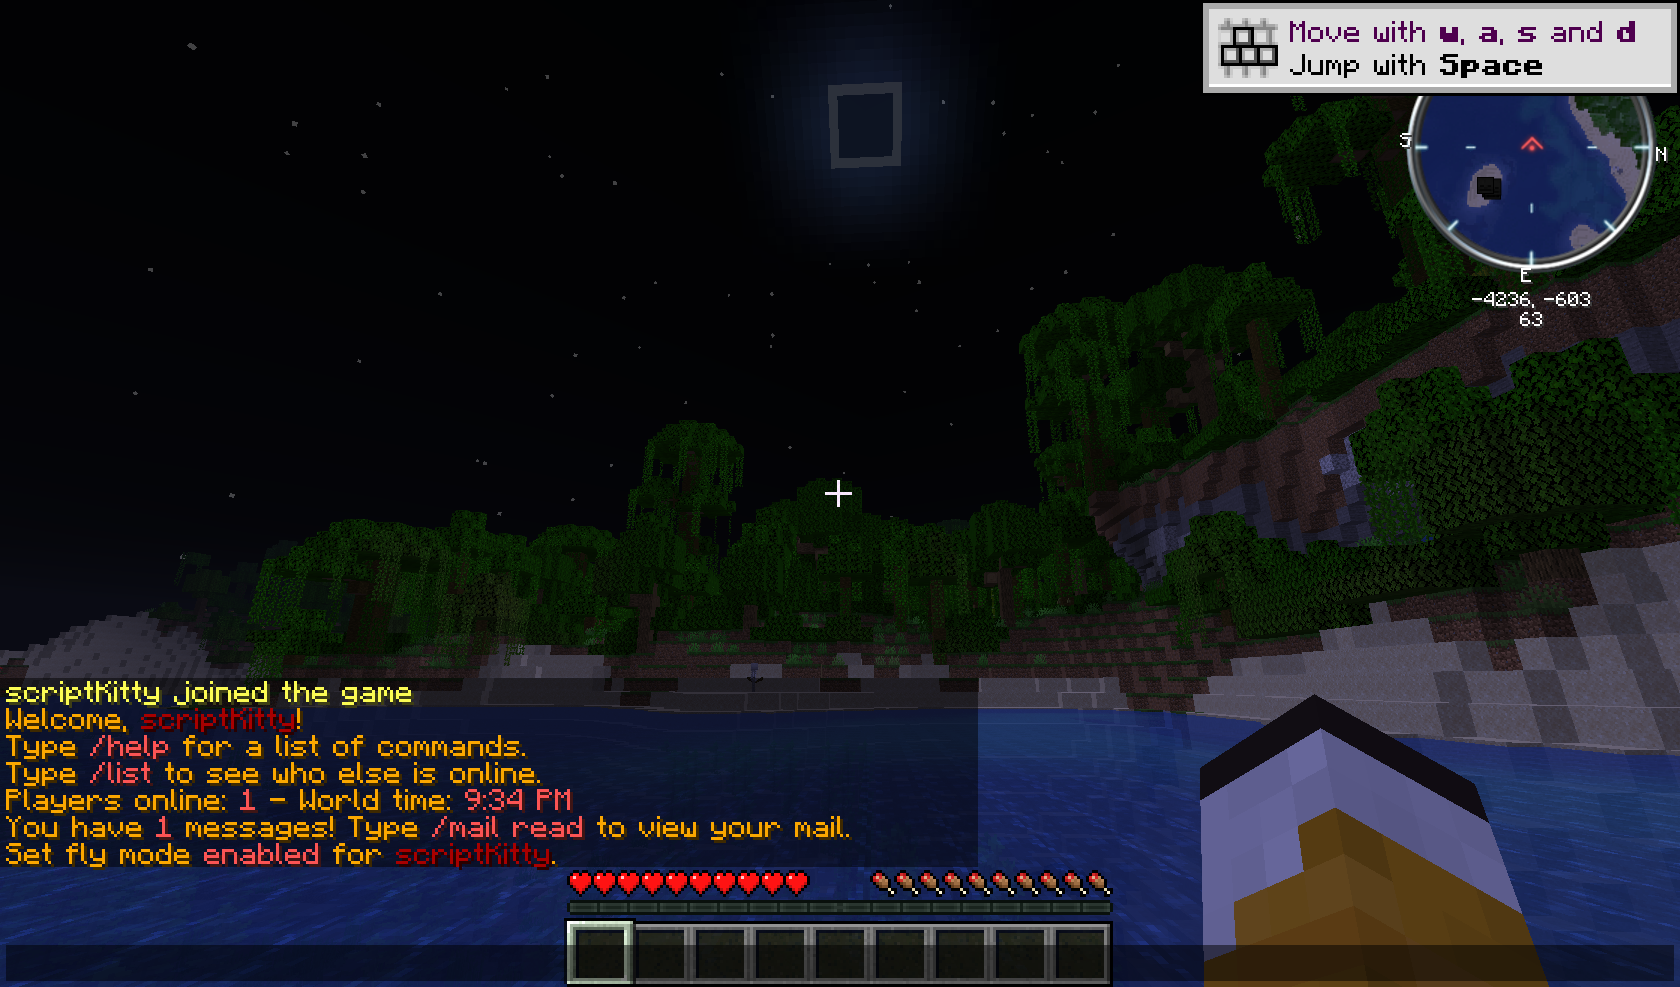 Move with w, a, s and d
Jump with Space
S
N
E
-4236, -603
63
scriptKitty joined the game
Welcome, scriptKitty!
Type /help for a list of commands.
Type /list to see who else is online.
Players online: 1 - World time: 9:34 PM
You have 1 messages! Type /mail read to view your mail.
Set fly mode enabled for scriptKitty.